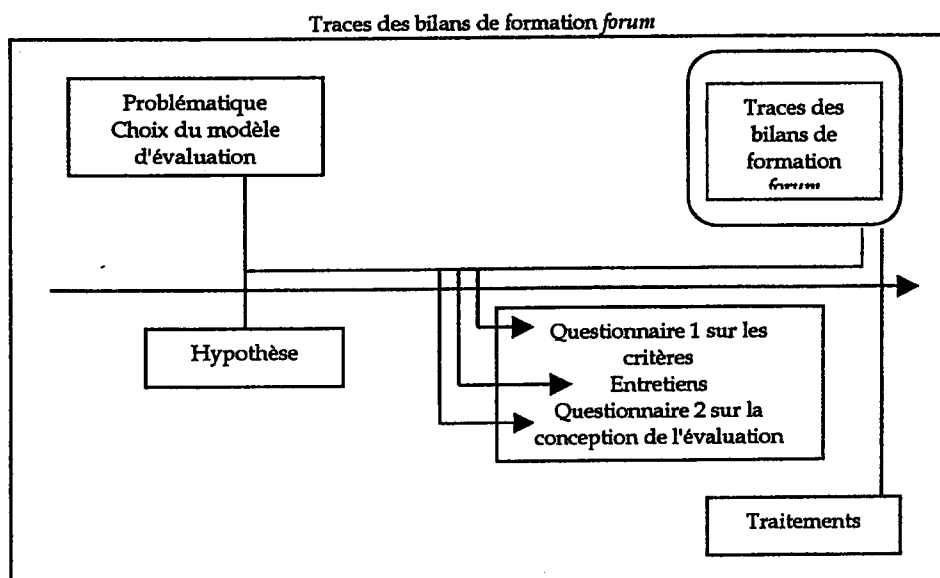 Traces des bilans de formation forum
Problématique
Choix du modèle
d'évaluation
Traces des
bilans de
formation
forum
Hypothèse
Questionnaire 1 sur les
critères
Entretiens
Questionnaire 2 sur la
conception de l'évaluation
Traitements